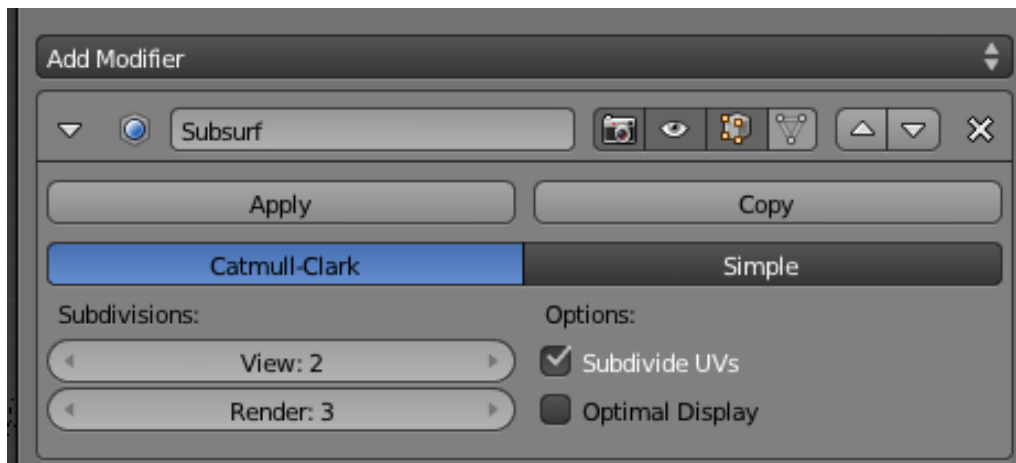 Add Modifier
Subsurf
Apply Copy
Catmull-Clark Simple
Subdivisions: Options:
View: 2 Subdivide UVs
Render: 3 Optimal Display